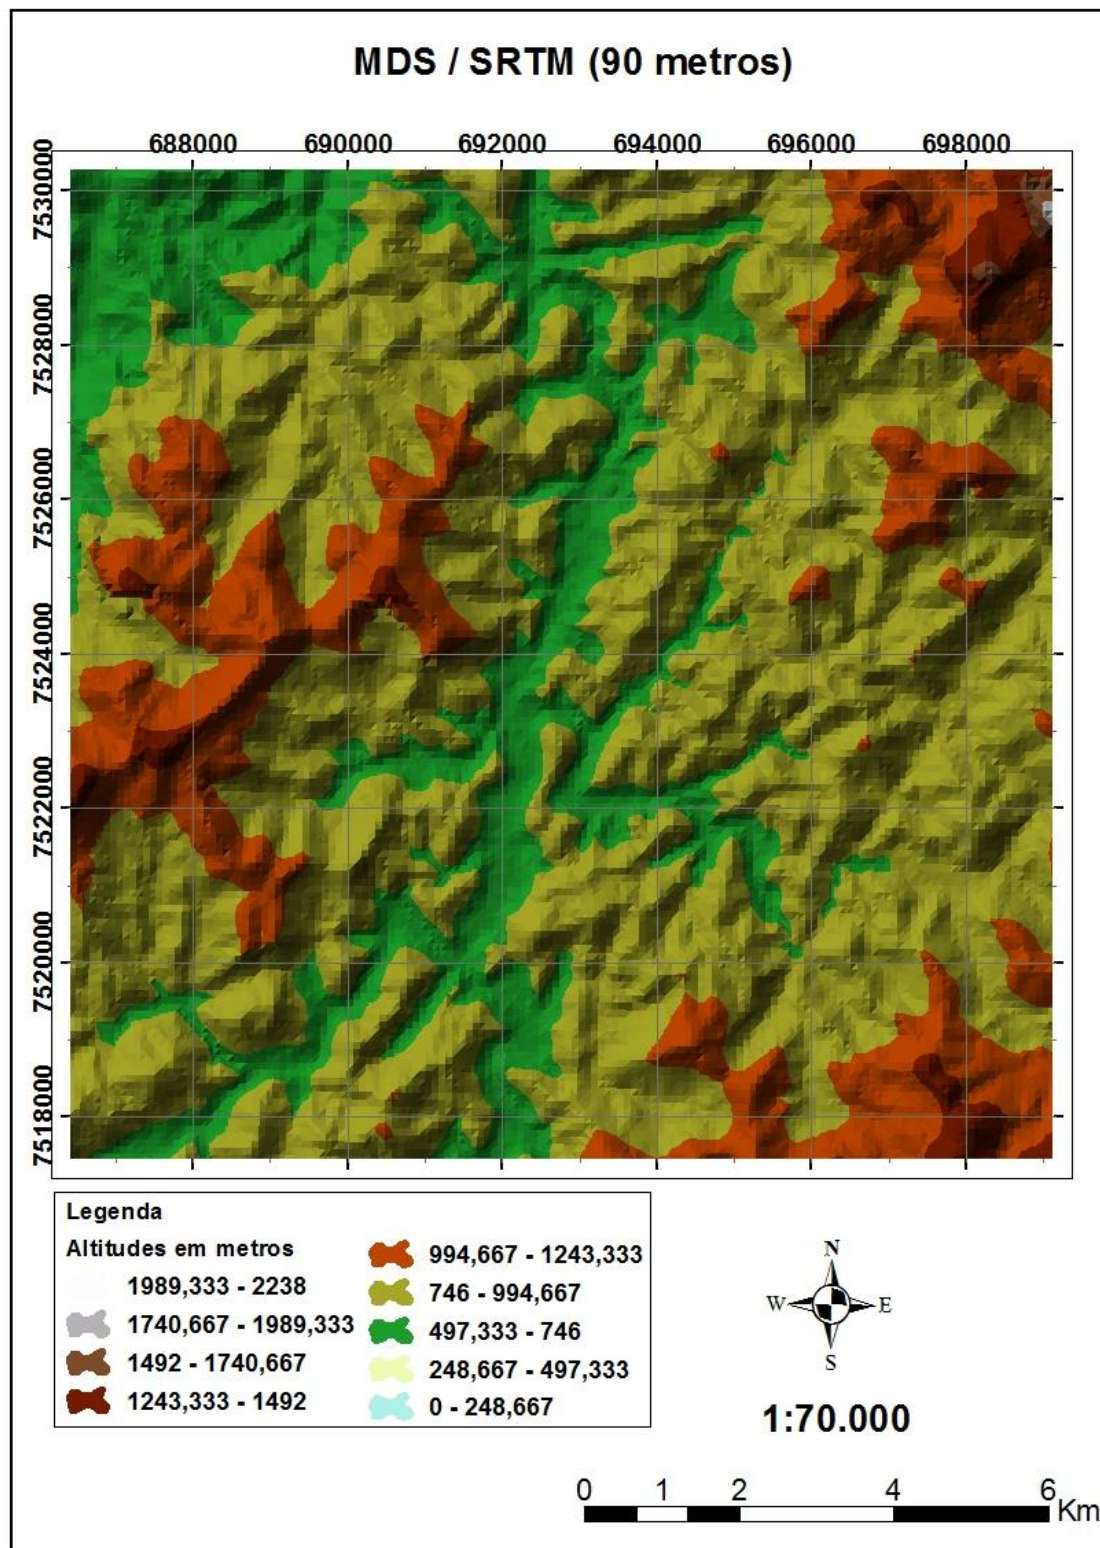 MDS / SRTM (90 metros)
688000 690000 692000 694000 696000 698000
7530000
7528000
7526000
7524000
7522000
7520000
7518000
Legenda
Altitudes em metros
1989,333 - 2238
1740,667 - 1989,333
1492 - 1740,667
1243,333 - 1492
994,667 - 1243,333
746 - 994,667
497,333 - 746
248,667 - 497,333
0 - 248,667
N
W E
S
1:70.000
0 1 2 4 6
Km